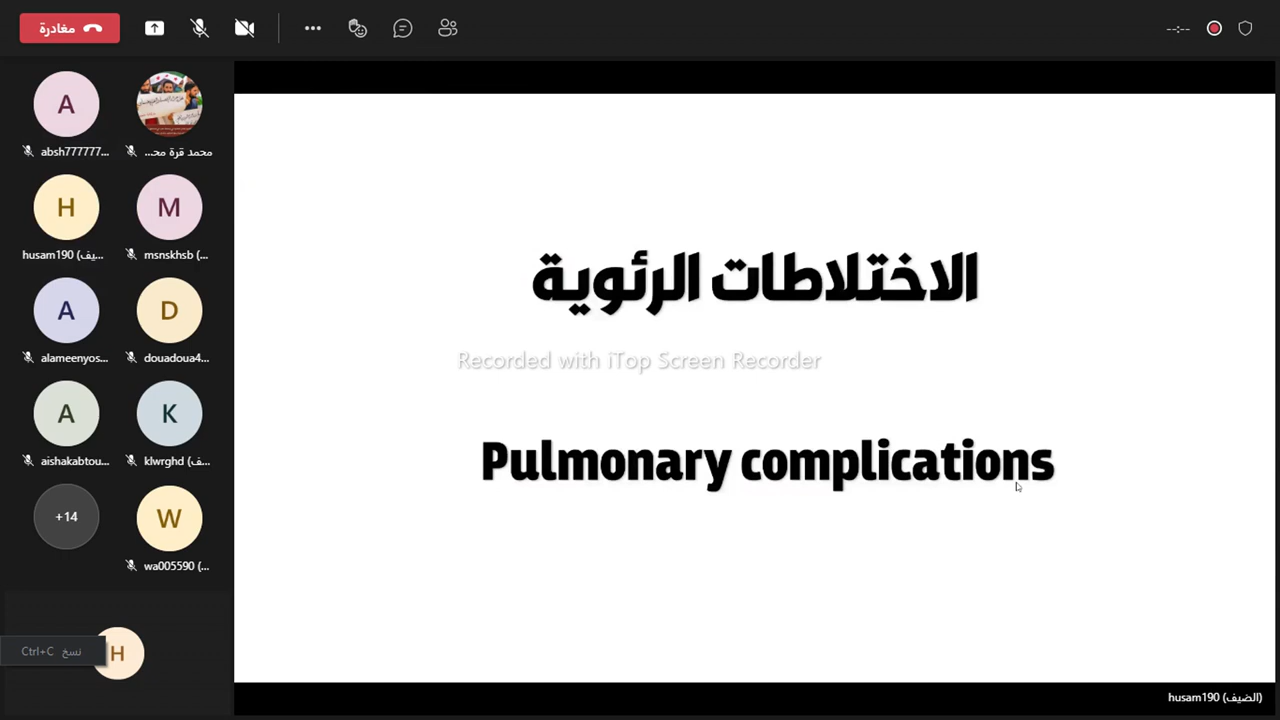 مغادرة
--:--
A
absh777777...
محمد قرة محـ...
H
husam190 (يف...
M
msnskhsb (...
A
alameenyos...
D
douadoua4...
A
aishakabtou...
K
klwrghd (ف...
+14
W
wa005590 (...
H
نسخ Ctrl+C
الاختلاطات الرئوية
Recorded with iTop Screen Recorder
Pulmonary complications
husam190 (الضيف)